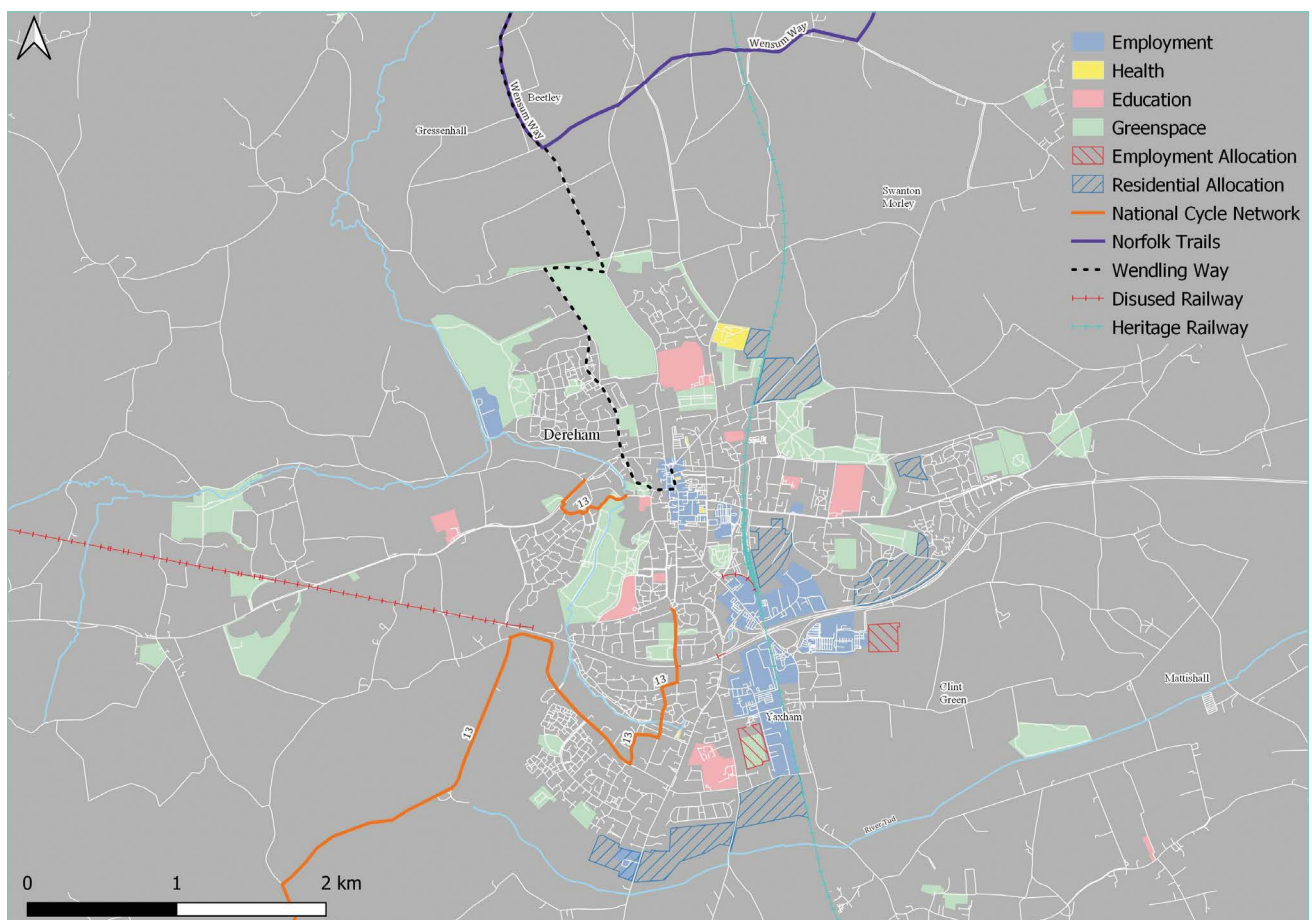 Wensum Way
Wensum Way
Beetley
Gressenhall
Swanton
Morley
Dereham
13
13
13
13
Clint
Green
Mattishall
Yaxham
River Tud
Employment
Health
Education
Greenspace
Employment Allocation
Residential Allocation
National Cycle Network
Norfolk Trails
Wendling Way
Disused Railway
Heritage Railway
0 1 2 km